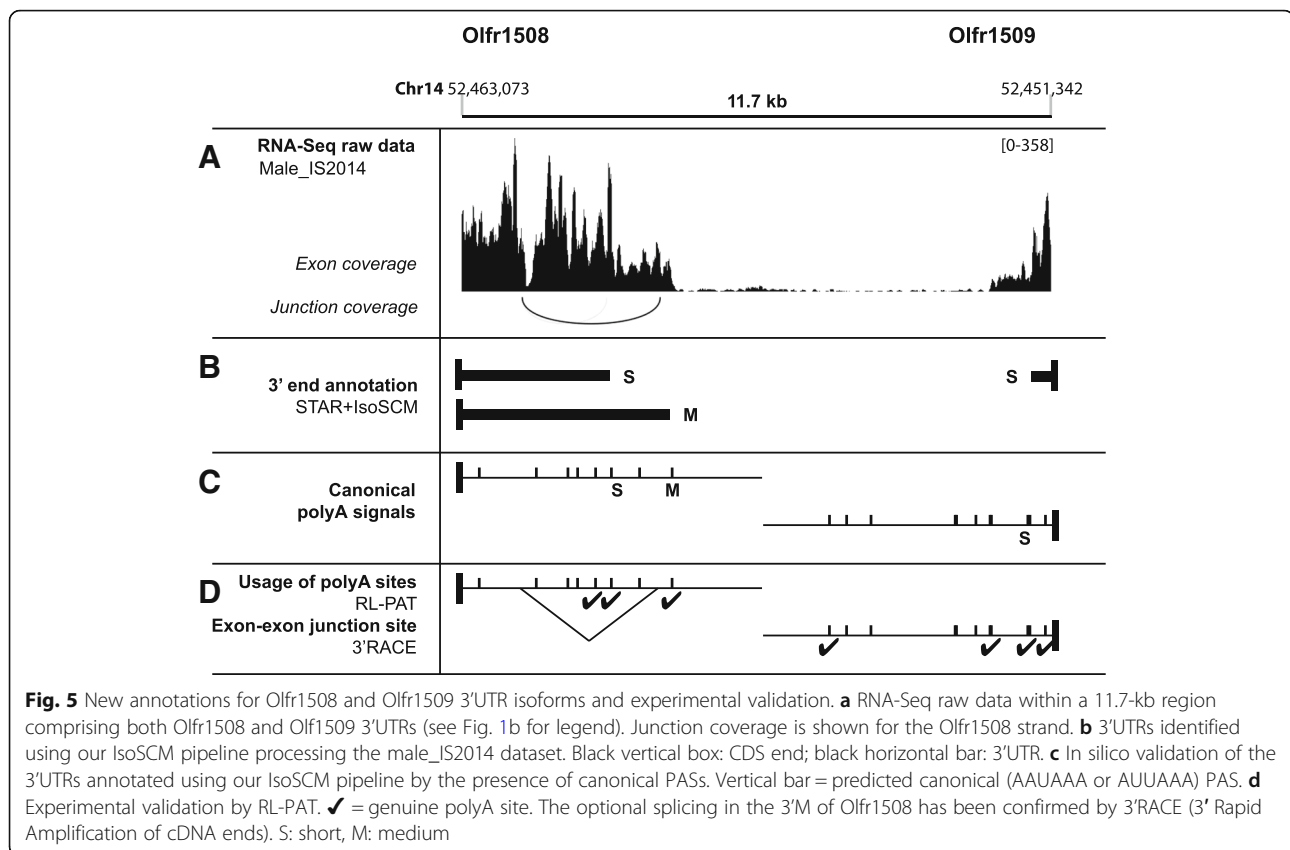 Olfr1508 Olfr1509
Chr14 52,463,073 52,451,342
11.7 kb
A RNA-Seq raw data [0-358]
Male_IS2014
Exon coverage
Junction coverage
B 3’ end annotation S S
STAR+IsoSCM M
C Canonical polyA signals S M
S
D Usage of polyA sites
RL-PAT
Exon-exon junction site
3’RACE
Fig. 5 New annotations for Olfr1508 and Olfr1509 3′UTR isoforms and experimental validation. a RNA-Seq raw data within a 11.7-kb region
comprising both Olfr1508 and Olf1509 3′UTRs (see Fig. 1b for legend). Junction coverage is shown for the Olfr1508 strand. b 3′UTRs identified
using our IsoSCM pipeline processing the male_IS2014 dataset. Black vertical box: CDS end; black horizontal bar: 3′UTR. c In silico validation of the
3′UTRs annotated using our IsoSCM pipeline by the presence of canonical PASs. Vertical bar = predicted canonical (AAUAAA or AUUAAA) PAS. d
Experimental validation by RL-PAT. ✔ = genuine polyA site. The optional splicing in the 3′M of Olfr1508 has been confirmed by 3′RACE (3′ Rapid
Amplification of cDNA ends). S: short, M: medium